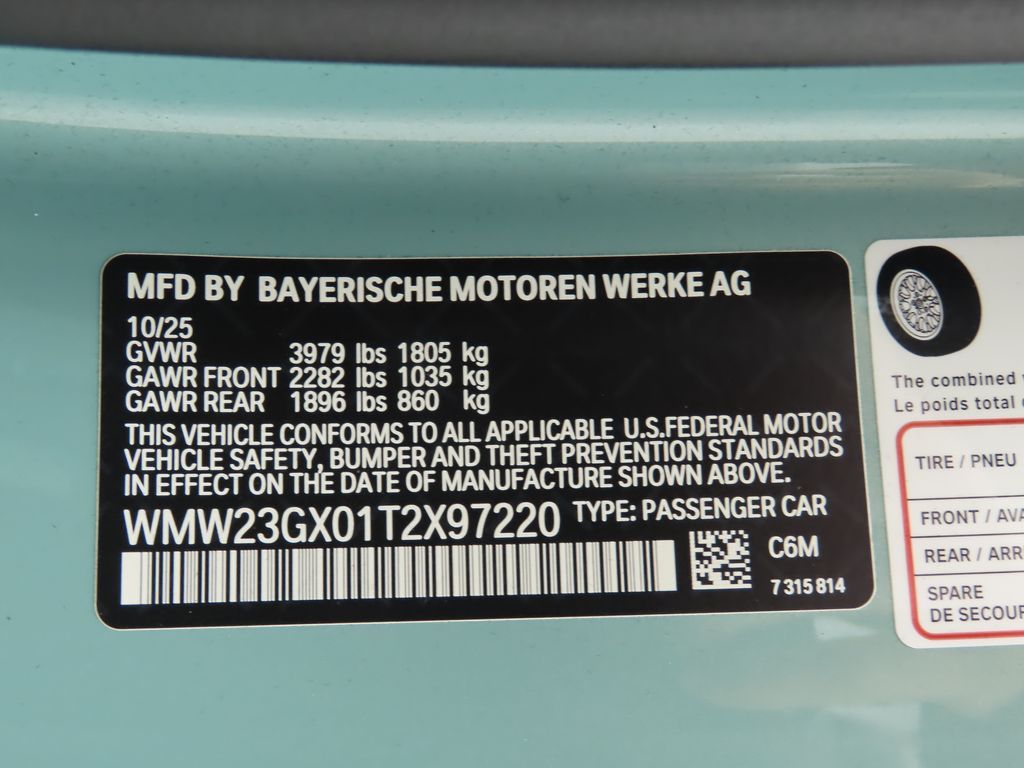 MFD BY BAYERISCHE MOTOREN WERKE AG
10/25
GVWR 3979 lbs 1805 kg
GAWR FRONT 2282 lbs 1035 kg
GAWR REAR 1896 lbs 860 kg
THIS VEHICLE CONFORMS TO ALL APPLICABLE U.S.FEDERAL MOTOR
VEHICLE SAFETY, BUMPER AND THEFT PREVENTION STANDARDS
IN EFFECT ON THE DATE OF MANUFACTURE SHOWN ABOVE.
WMW23GX01T2X97220 TYPE: PASSENGER CAR
C6M
7 315 814
The combined
Le poids total
TIRE / PNEU
FRONT /
REAR /
SPARE
DE